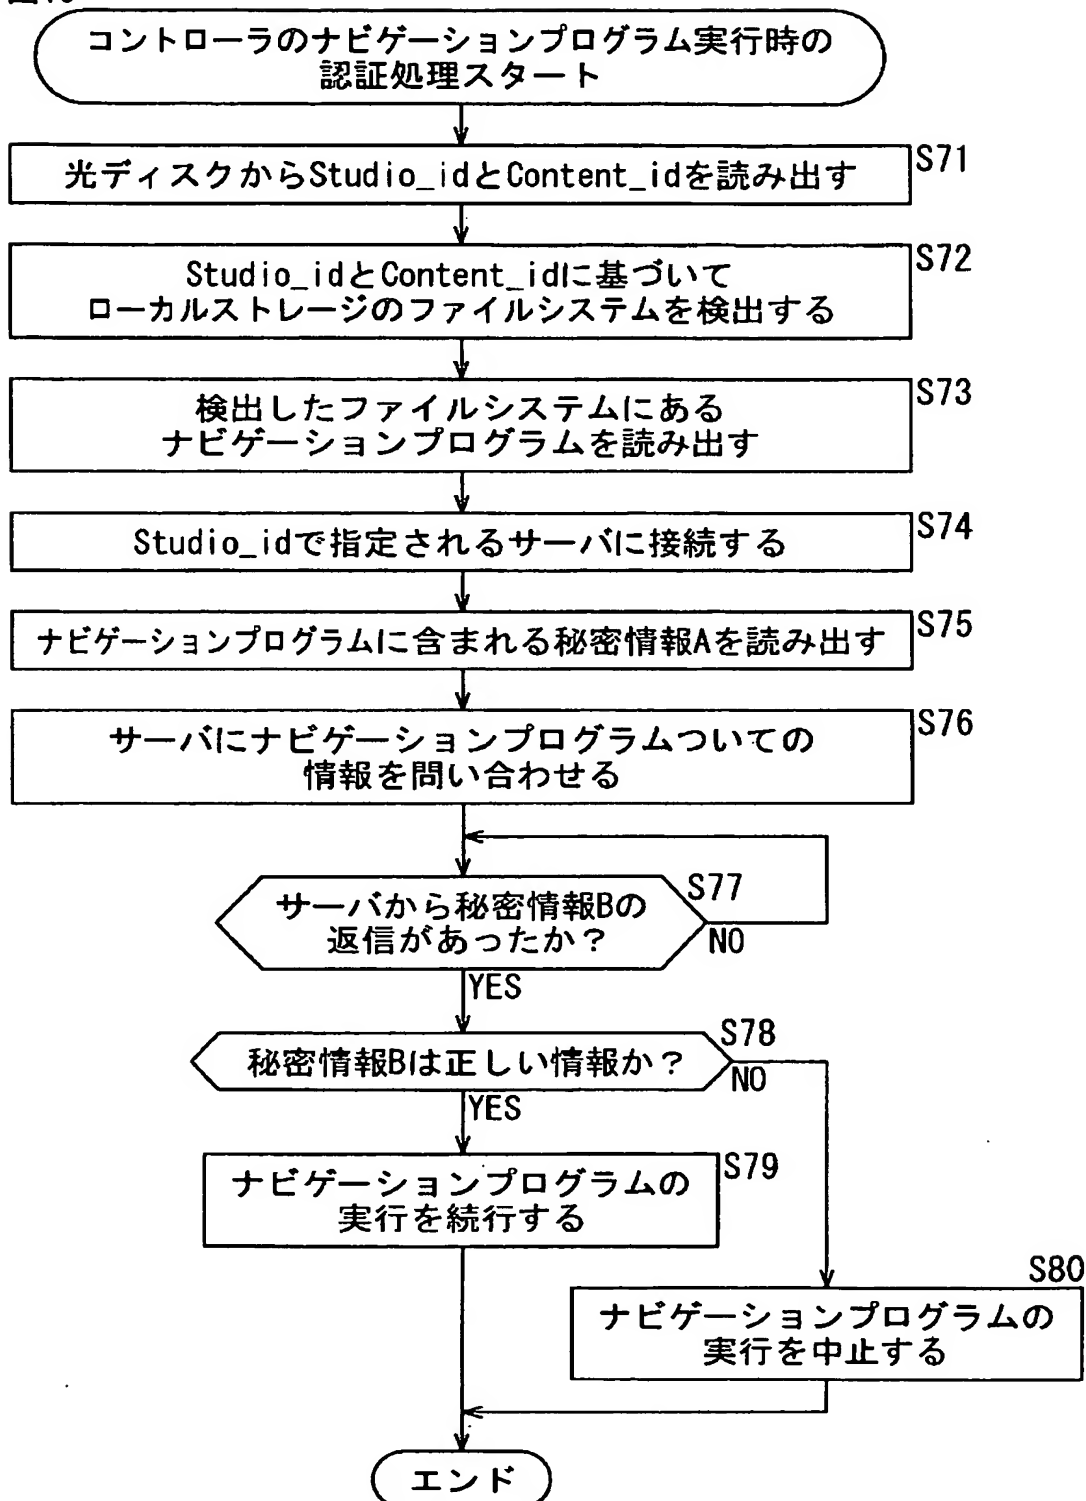 コントローラのナビゲーションプログラム実行時の
認証処理スタート
S71
光ディスクからStudio_idとContent_idを読み出す
S72
Studio_idとContent_idに基づいて
ローカルストレージのファイルシステムを検出する
S73
検出したファイルシステムにある
ナビゲーションプログラムを読み出す
S74
Studio_idで指定されるサーバに接続する
S75
ナビゲーションプログラムに含まれる秘密情報Aを読み出す
S76
サーバにナビゲーションプログラムついての
情報を問い合わせる
S77
サーバから秘密情報Bの
返信があったか？
NO
YES
S78
秘密情報Bは正しい情報か？
NO
YES
S79
ナビゲーションプログラムの
実行を続行する
S80
ナビゲーションプログラムの
実行を中止する
エンド